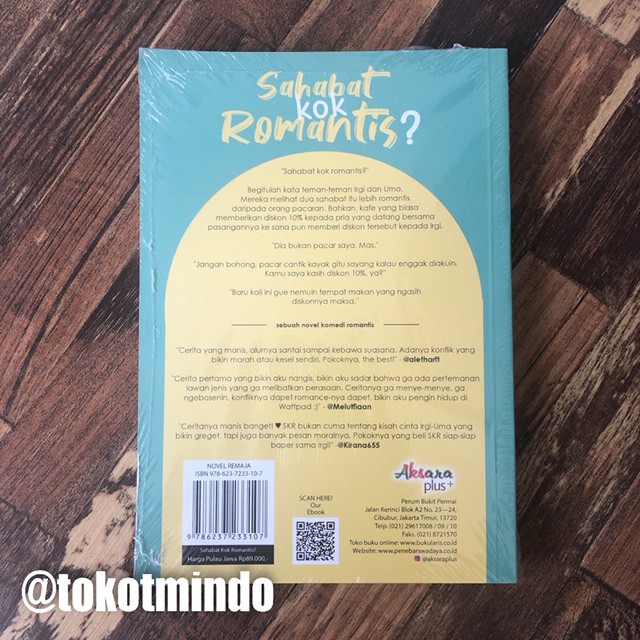 Sahabat
kok
Romantis?
"Sahabat kok romantis?"
Begitulah kata teman-teman Irgi dan Uma.
Mereka melihat dua sahabat itu lebih romantis
daripada orang pacaran. Bahkan, kafe yang biasa
memberikan diskon 10% kepada pria yang datang bersama
pasangannya ke sana pun memberi diskon tersebut kepada Irgi.
"Dia bukan pacar saya. Mas."
"Jangan bohong, pacar cantik kayak gitu sayang kalau enggak diakuin.
Kamu saya kasih diskon 10%, ya?"
"Baru kali ini gue nemuin tempat makan yang ngasih
diskonnya maksa."
sebuah novel komedi romantis
"Cerita yang manis, alurnya santai sampai kebawa suasana. Adanya konflik yang
bikin marah atau kesel sendiri. Pokoknya, the best!" - @aletharft
"Cerita pertama yang bikin aku nangis, bikin aku sadar bahwa ga ada pertemanan
lawan jenis yang ga melibatkan perasaan. Ceritanya ga menye-menye, ga
ngebosenin, konfliknya dapet romance-nya dapet, bikin aku pengin hidup di
Wattpad :)" - @Melutfiaan
"Ceritanya manis banget! ♥ SKR bukan cuma tentang kisah cinta Irgi-Uma yang
bikin greget, tapi juga banyak pesan moralnya. Pokoknya yang beli SKR siap-siap
baper sama Irgi!" -@Kirana655
NOVEL REMAJA
ISBN 978-623-7233-10-7
9 786237 233107
Sahabat Kok Romantis?
Harga Pulau Jawa Rp89.000,-
SCAN HERE!
Our
Ebook
Aksara
plus+
Perum Bukit Permai
Jalan Kerinci Blok A2 No. 23—24,
Cibubur, Jakarta Timur, 13720
Telp. (021) 29617008 / 09 / 10
Faks. (021) 8721570
Toko buku online: www.bukularis.co.id
Website: www.penebarswadaya.co.id
@aksaraplus
@tokotmindo